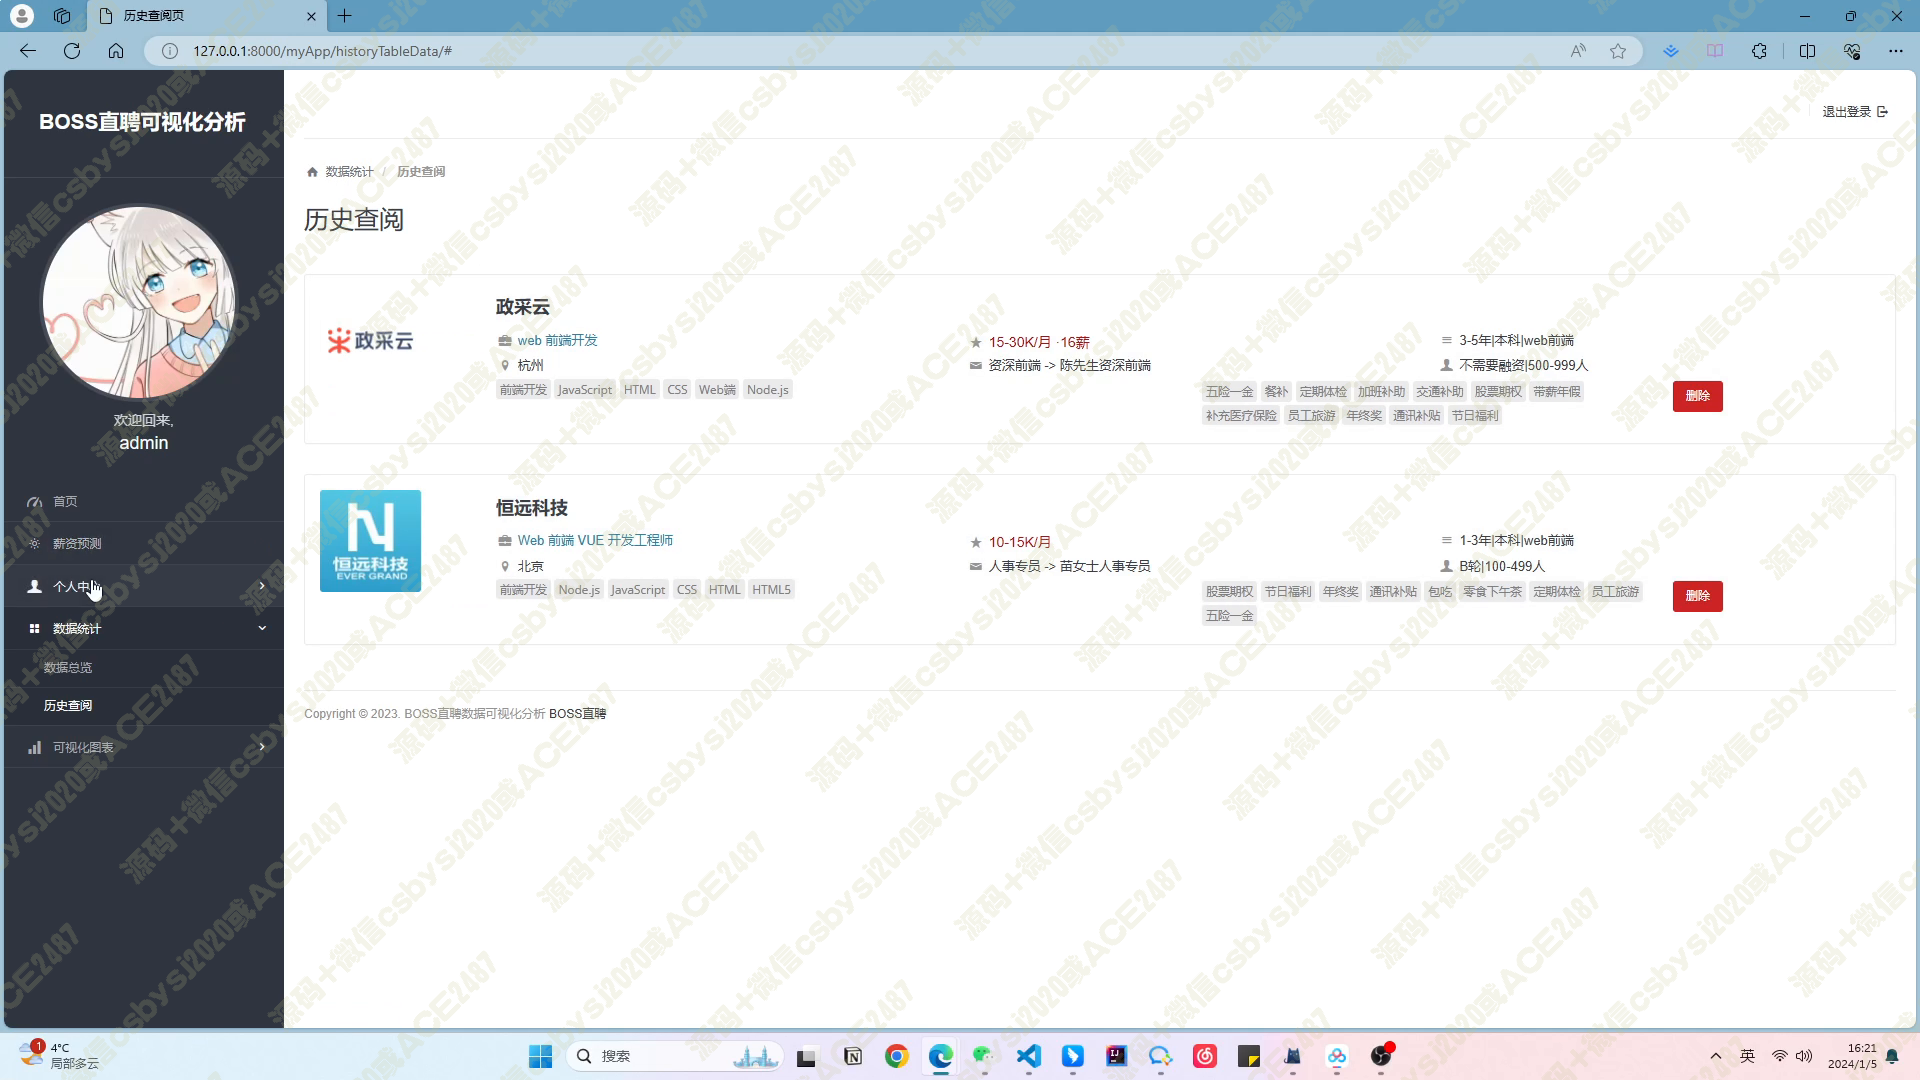 历史查阅页
127.0.0.1:8000/myApp/historyTableData/#
BOSS直聘可视化分析
退出登录
数据统计 / 历史查阅
历史查阅
欢迎回来,
admin
首页
薪资预测
个人中
数据统计
数据总览
历史查阅
可视化图表
政采云
政采云
web 前端开发
15-30K/月 ·16薪
3-5年|本科|web前端
杭州
资深前端 -> 陈先生资深前端
不需要融资|500-999人
前端开发 JavaScript HTML CSS Web端 Node.js
五险一金 餐补 定期体检 加班补助 交通补助 股票期权 带薪年假
补充医疗保险 员工旅游 年终奖 通讯补贴 节日福利
删除
恒远科技
EVER GRAND
恒远科技
Web 前端 VUE 开发工程师
10-15K/月
1-3年|本科|web前端
北京
人事专员 -> 苗女士人事专员
B轮|100-499人
前端开发 Node.js JavaScript CSS HTML HTML5
股票期权 节日福利 年终奖 通讯补贴 包吃 零食下午茶 定期体检 员工旅游
五险一金
删除
Copyright © 2023. BOSS直聘数据可视化分析 BOSS直聘
源码+微信csbysj2020或ACE2487
1
4°C
局部多云
搜索
英
16:21
2024/1/5